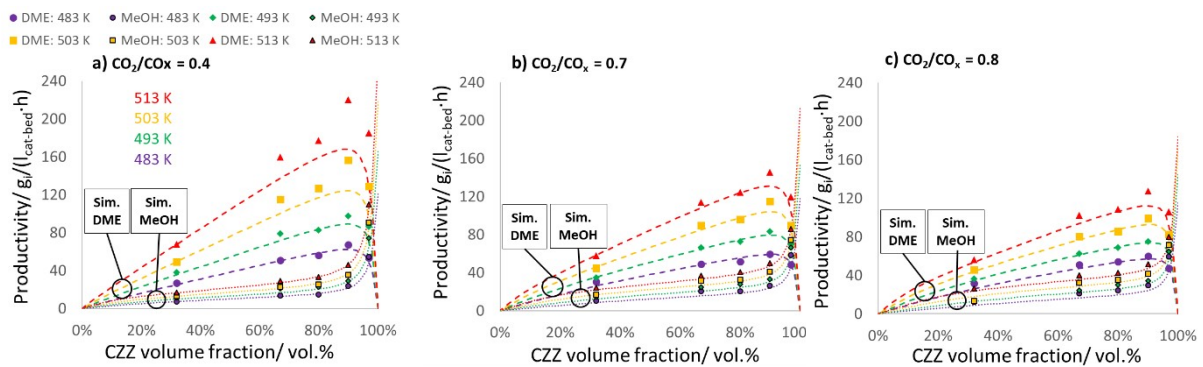 DME: 483 K MeOH: 483 K DME: 493 K MeOH: 493 K
DME: 503 K MeOH: 503 K DME: 513 K MeOH: 513 K
a) CO₂/COx = 0.4
Productivity/ gᵢ/(l_cat-bed·h)
240
200
160
120
80
40
0
513 K
503 K
493 K
483 K
Sim.
DME
Sim.
MeOH
0% 20% 40% 60% 80% 100%
CZZ volume fraction/ vol.%
b) CO₂/COₓ = 0.7
Productivity/ gᵢ/(l_cat-bed·h)
240
200
160
120
80
40
0
Sim.
DME
Sim.
MeOH
0% 20% 40% 60% 80% 100
CZZ volume fraction/ vol.%
c) CO₂/COₓ = 0.8
Productivity/ gᵢ/(l_cat-bed·h)
240
200
160
120
80
40
0
Sim.
DME
Sim.
MeOH
0% 20% 40% 60% 80% 100%
CZZ volume fraction/ vol.%